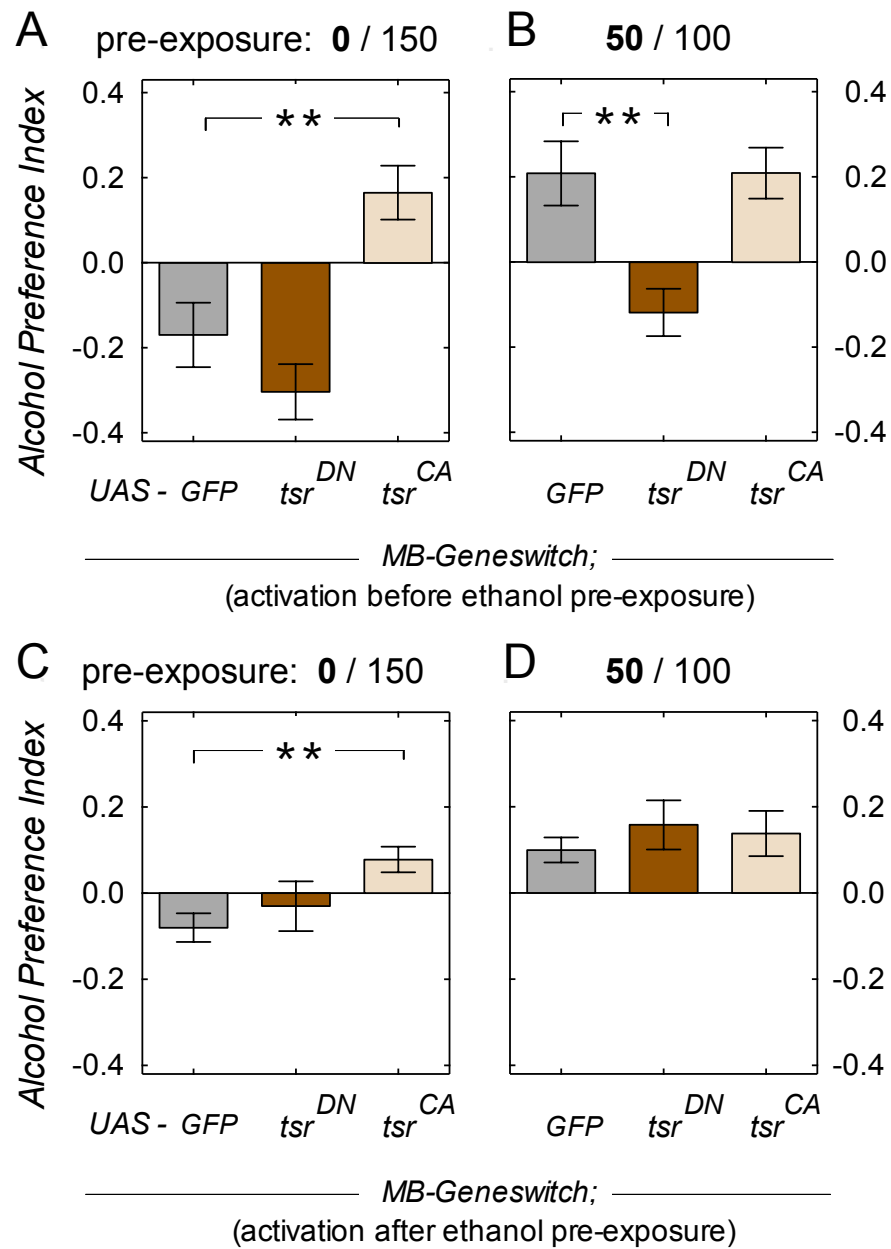 A pre-exposure: 0 / 150
B 50 / 100
Alcohol Preference Index
0.4
0.2
0.0
-0.2
-0.4
**
**
0.4
0.2
0.0
-0.2
-0.4
UAS - GFP tsr^DN tsr^CA
GFP tsr^DN tsr^CA
MB-Geneswitch;
(activation before ethanol pre-exposure)
C pre-exposure: 0 / 150
D 50 / 100
Alcohol Preference Index
0.4
0.2
0.0
-0.2
-0.4
**
0.4
0.2
0.0
-0.2
-0.4
UAS - GFP tsr^DN tsr^CA
GFP tsr^DN tsr^CA
MB-Geneswitch;
(activation after ethanol pre-exposure)